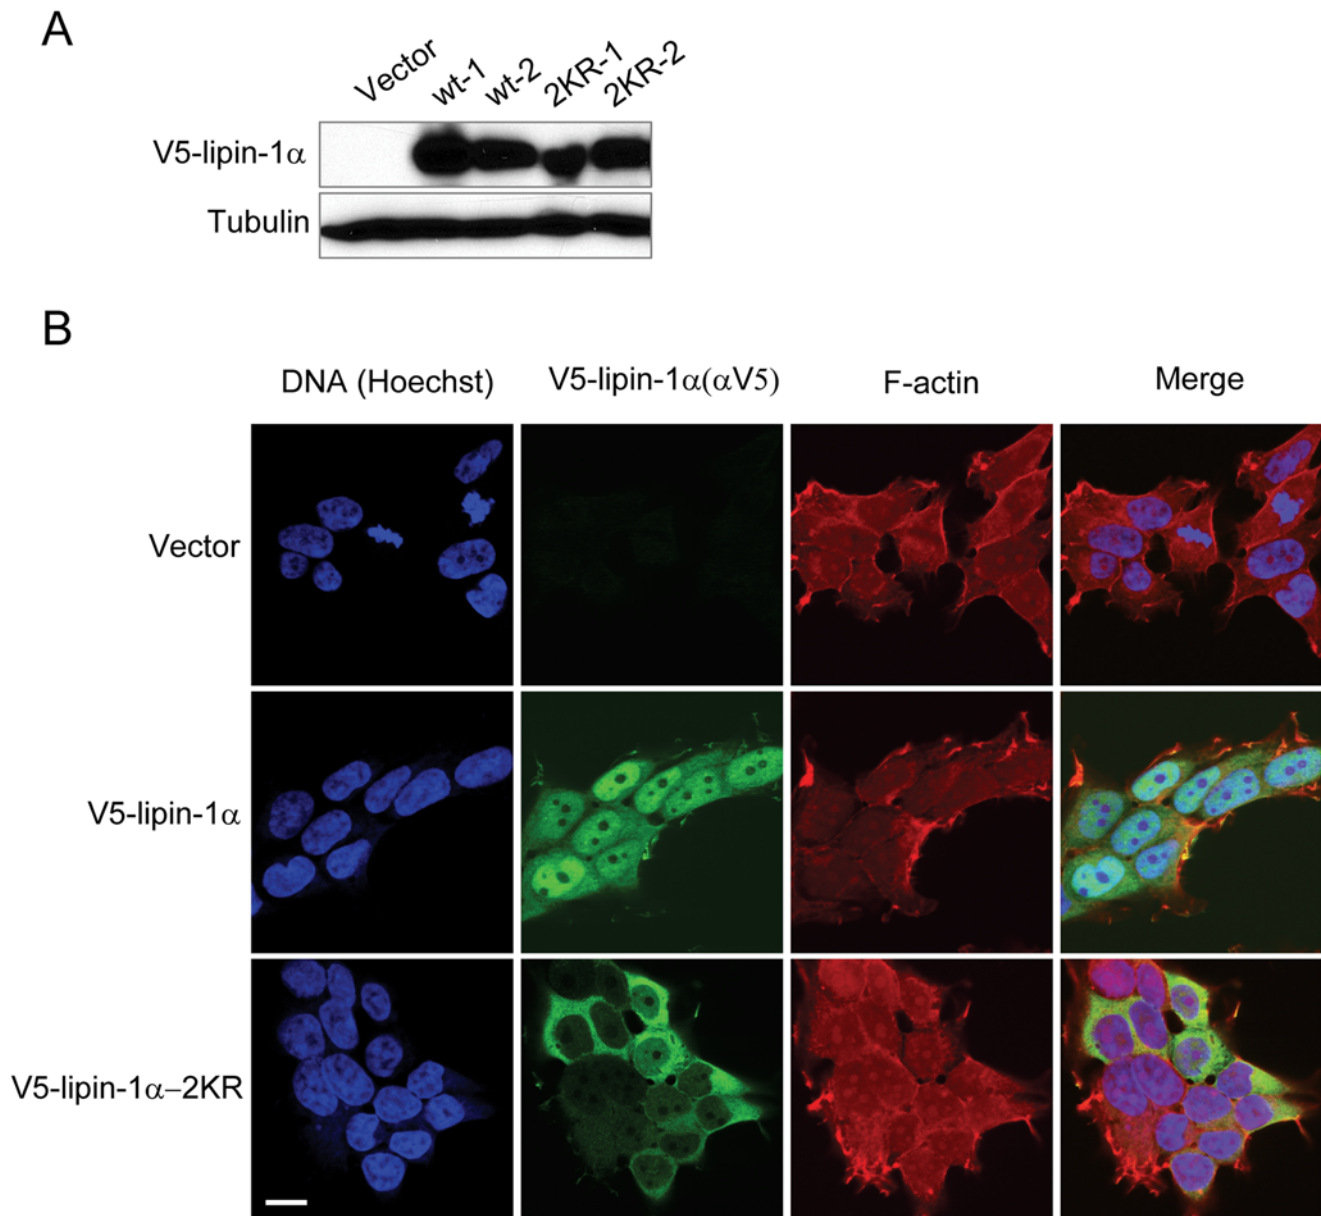 A
Vector wt-1 wt-2 2KR-1 2KR-2
V5-lipin-1α
Tubulin
B
DNA (Hoechst) V5-lipin-1α(αV5) F-actin Merge
Vector
V5-lipin-1α
V5-lipin-1α−2KR